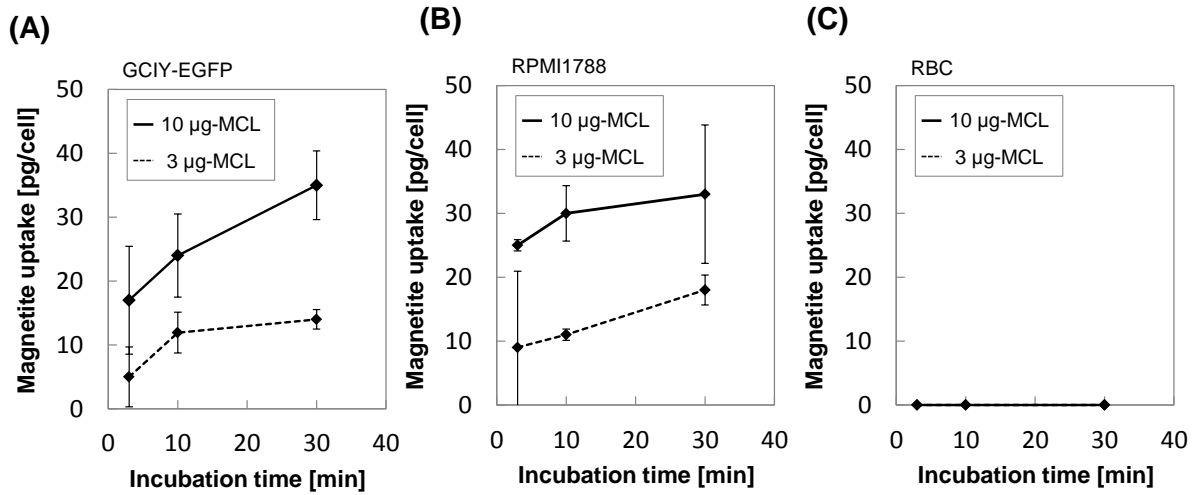 (A)
GCIY-EGFP
Magnetite uptake [pg/cell]
50
40
30
20
10
0
10 µg-MCL
3 µg-MCL
0 10 20 30 40
Incubation time [min]
(B)
RPMI1788
Magnetite uptake [pg/cell]
50
40
30
20
10
0
10 µg-MCL
3 µg-MCL
0 10 20 30 40
Incubation time [min]
(C)
RBC
Magnetite uptake [pg/cell]
50
40
30
20
10
0
10 µg-MCL
3 µg-MCL
0 10 20 30 40
Incubation time [min]